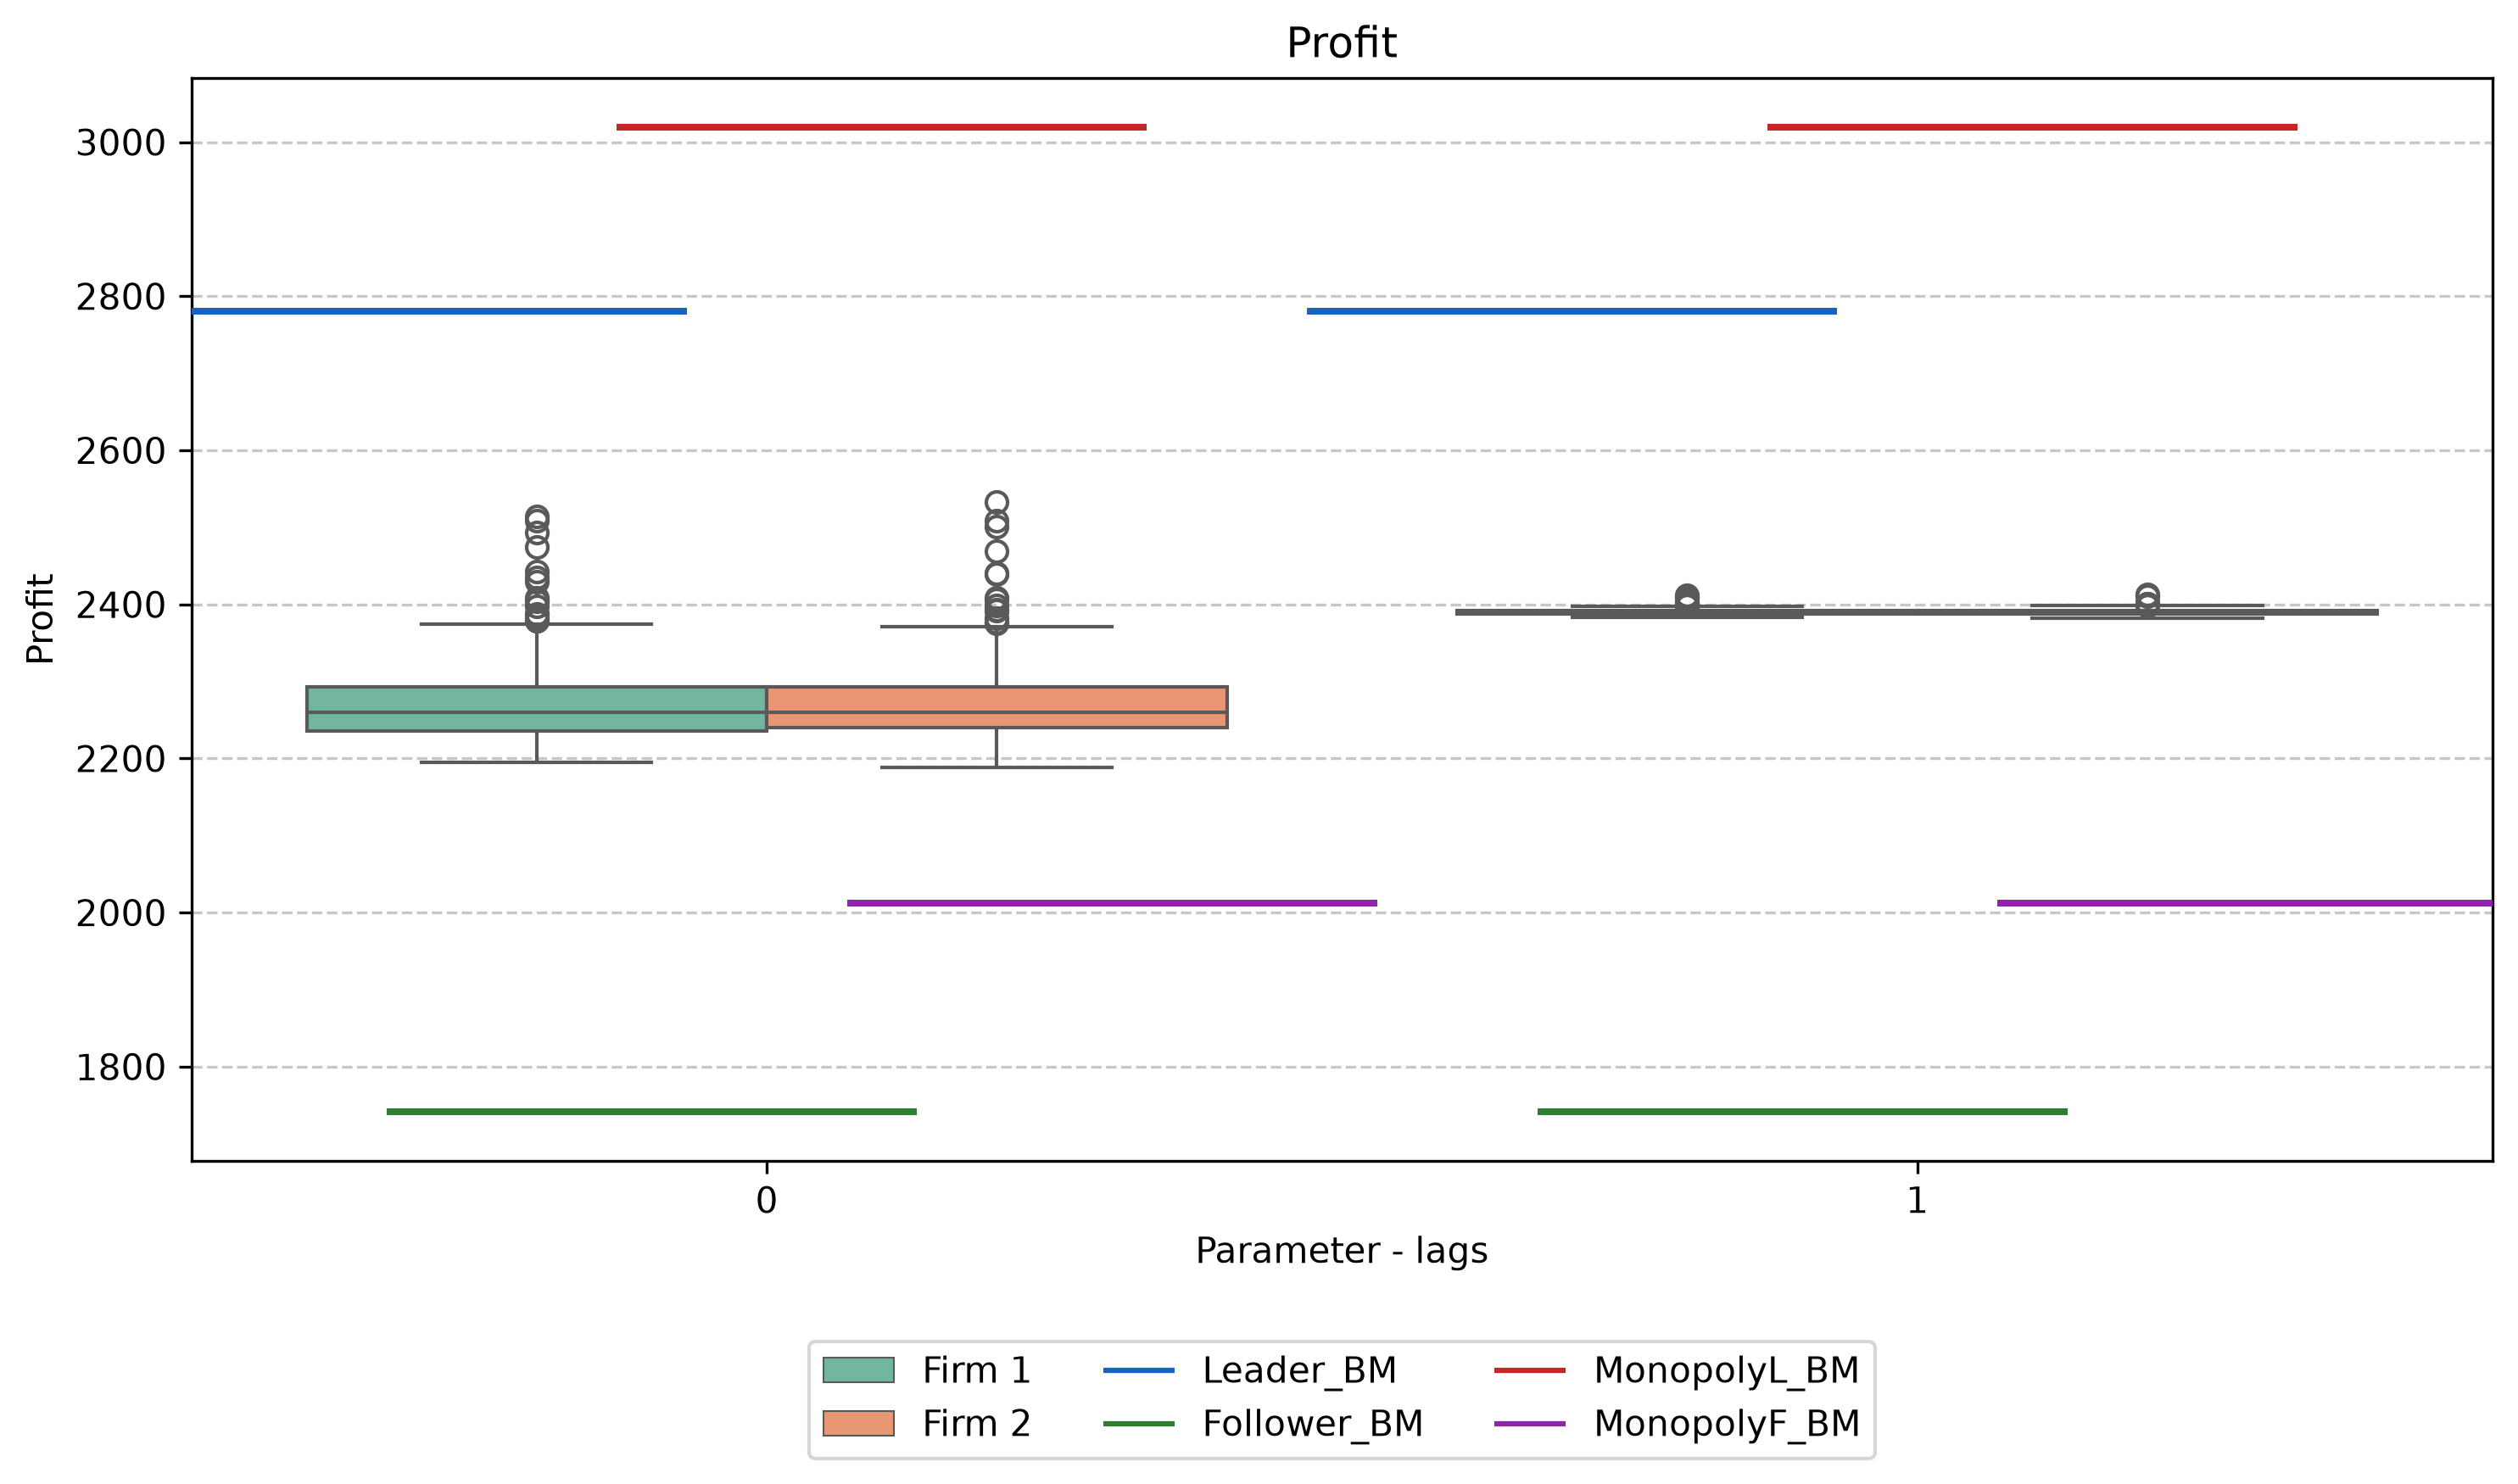 Profit
3000
2800
2600
2400
2200
2000
1800
Profit
0
1
Parameter - lags
Firm 1
Firm 2
Leader_BM
Follower_BM
MonopolyL_BM
MonopolyF_BM